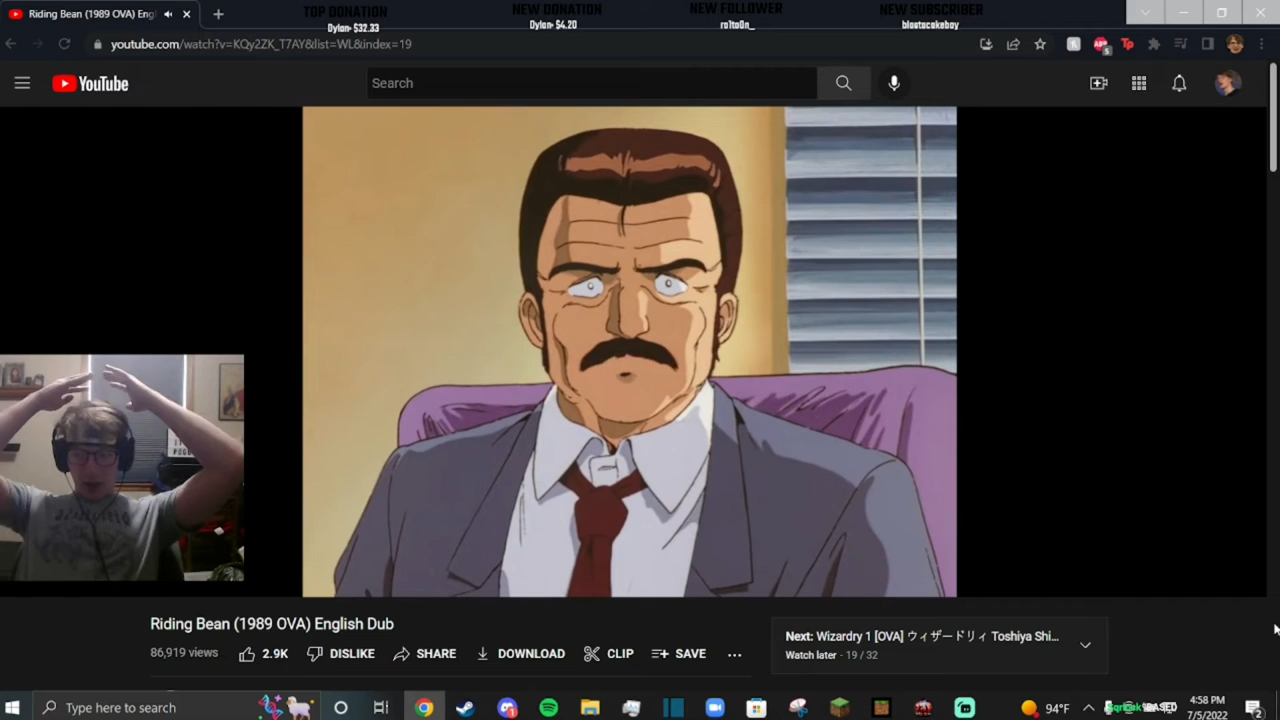 TOP DONATION
Dylan- $32.33
NEW DONATION
Dylan- $4.20
NEW FOLLOWER
ro1to0n_
NEW SUBSCRIBER
blastacakeboy
Riding Bean (1989 OVA) Engl
youtube.com/watch?v=KQy2ZK_T7AY&list=WL&index=19
YouTube
Search
Riding Bean (1989 OVA) English Dub
86,919 views
2.9K
DISLIKE
SHARE
DOWNLOAD
CLIP
SAVE
Next: Wizardry 1 [OVA] ウィザードリィ Toshiya Shi...
Watch later - 19 / 32
Type here to search
94°F
4:58 PM
7/5/2022
2